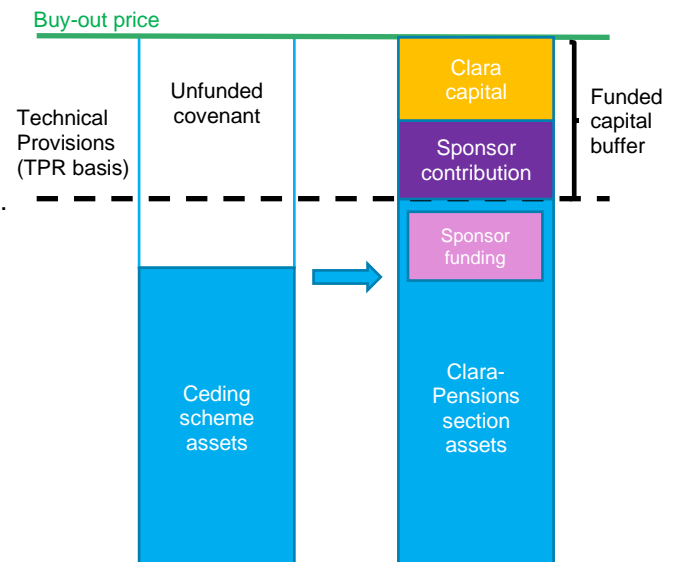 Buy-out price
Technical
Provisions
(TPR basis)
.
Unfunded
covenant
Ceding
scheme
assets
Clara
capital
Sponsor
contribution
Sponsor
funding
Clara-
Pensions
section
assets
Funded
capital
buffer